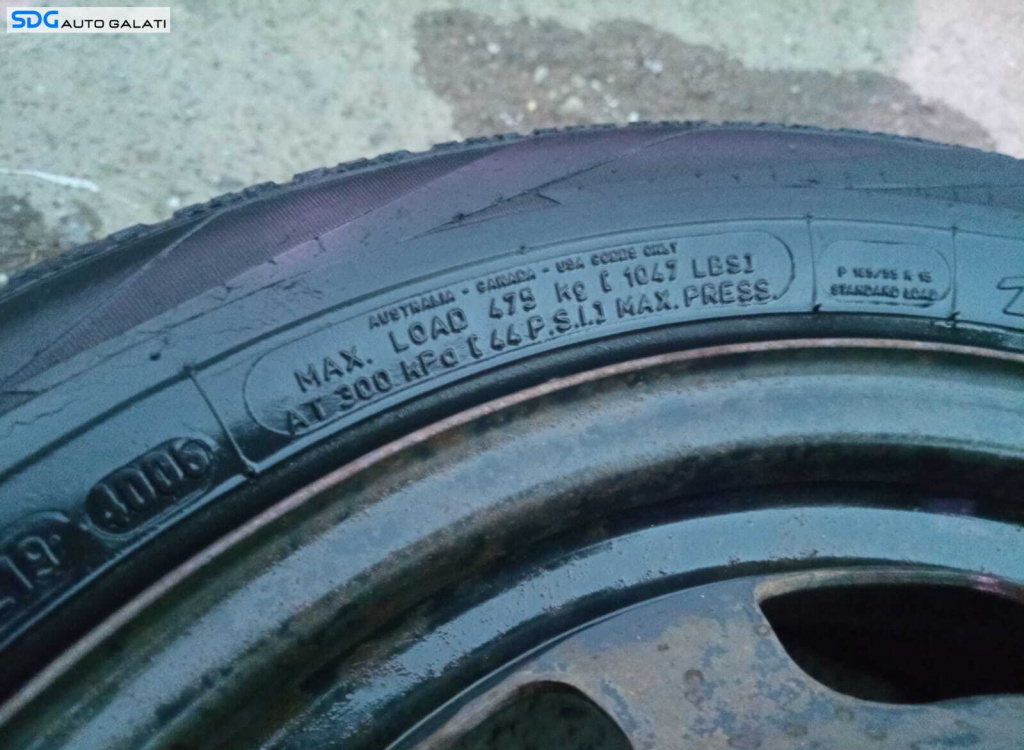 SDG AUTO GALATI
AUSTRALIA - CANADA - USA CODES ONLY
MAX. LOAD 475 kg [ 1047 LBS]
AT 300 kPa [ 44 P.S.I.] MAX. PRESS.
STANDARD LOAD
4006
19